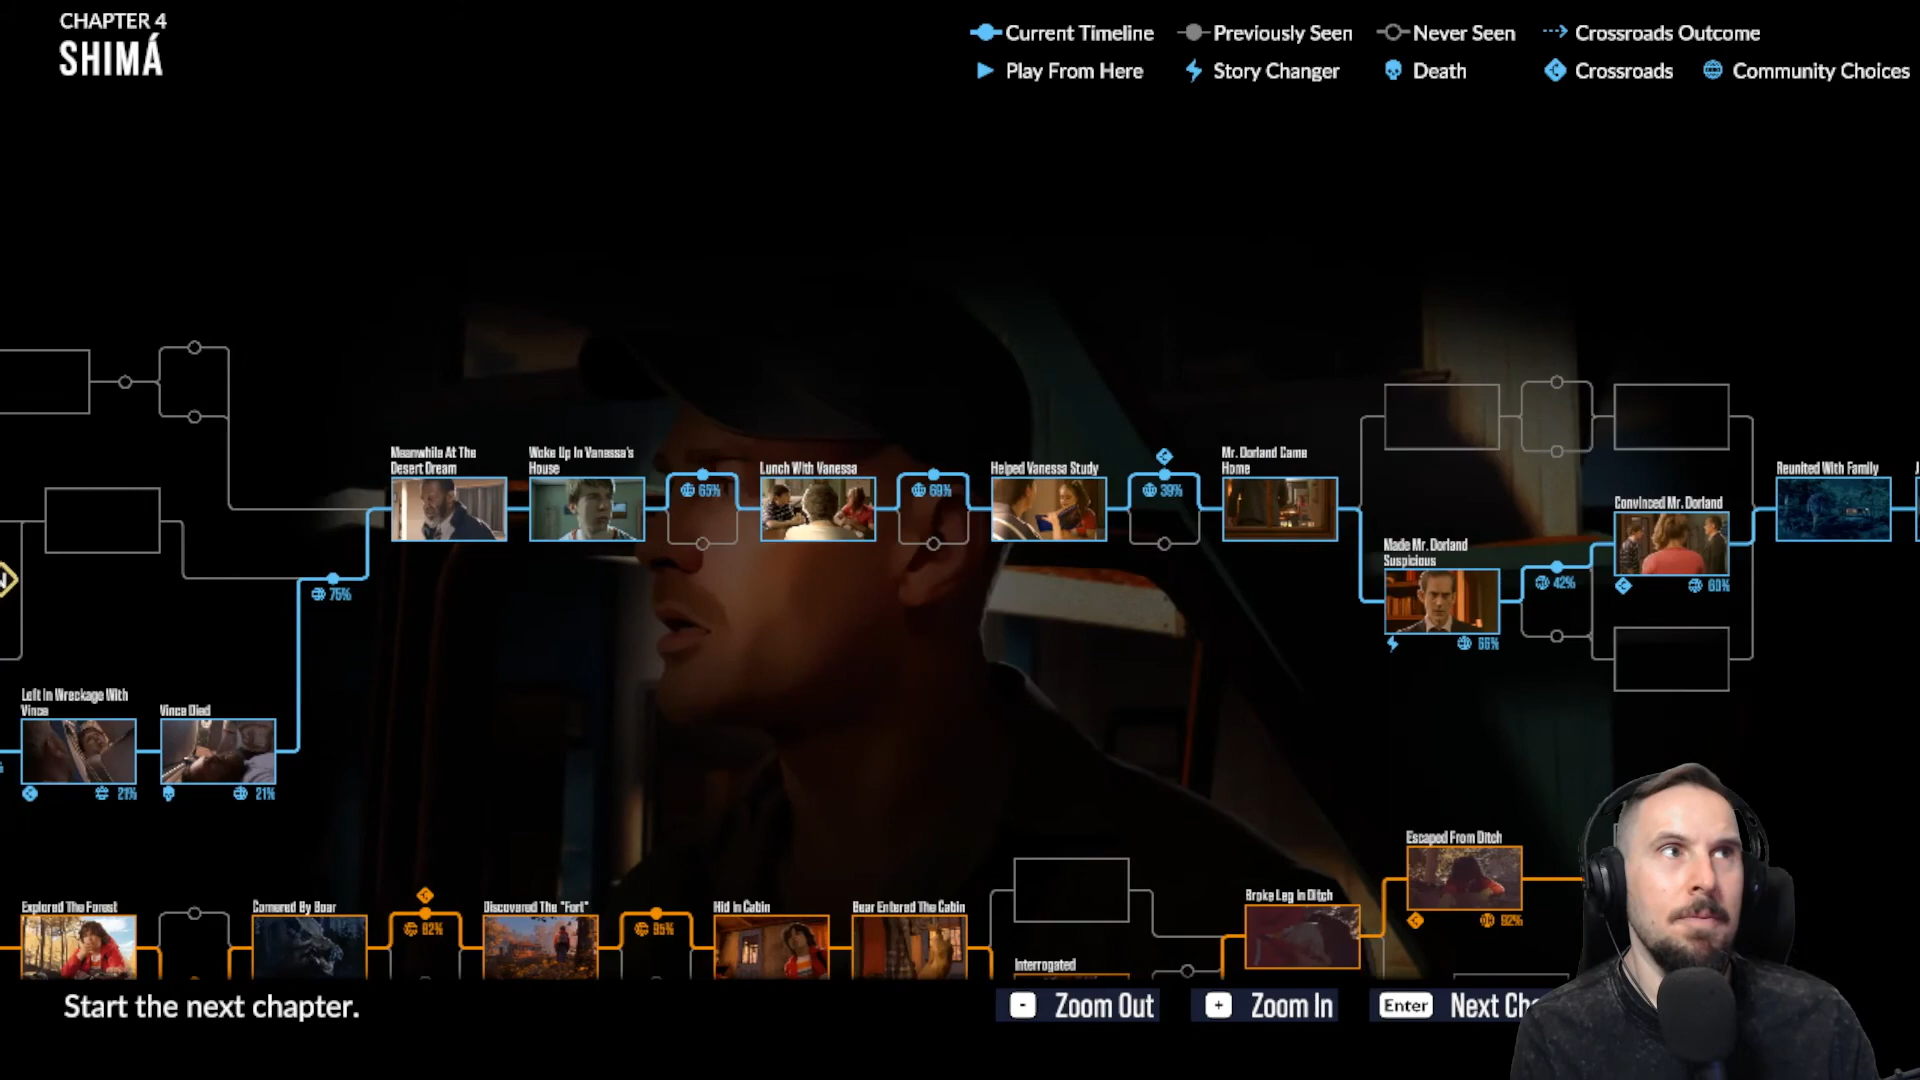 CHAPTER 4
SHIMÁ
Current Timeline
Previously Seen
Never Seen
Crossroads Outcome
Play From Here
Story Changer
Death
Crossroads
Community Choices
Meanwhile At The
Desert Dream
Woke Up In Vanessa's
House
65%
Lunch With Vanessa
69%
Helped Vanessa Study
39%
Mr. Dorland Came
Home
Reunited With Family
Convinced Mr. Dorland
60%
Made Mr. Dorland
Suspicious
42%
66%
75%
Left In Wreckage With
Vince
21%
Vince Died
21%
Escaped From Ditch
92%
Explored The Forest
Cornered By Boar
82%
Discovered The "Fort"
95%
Hid In Cabin
Bear Entered The Cabin
Interrogated
Broke Leg In Ditch
Start the next chapter.
- Zoom Out
+ Zoom In
Enter Next